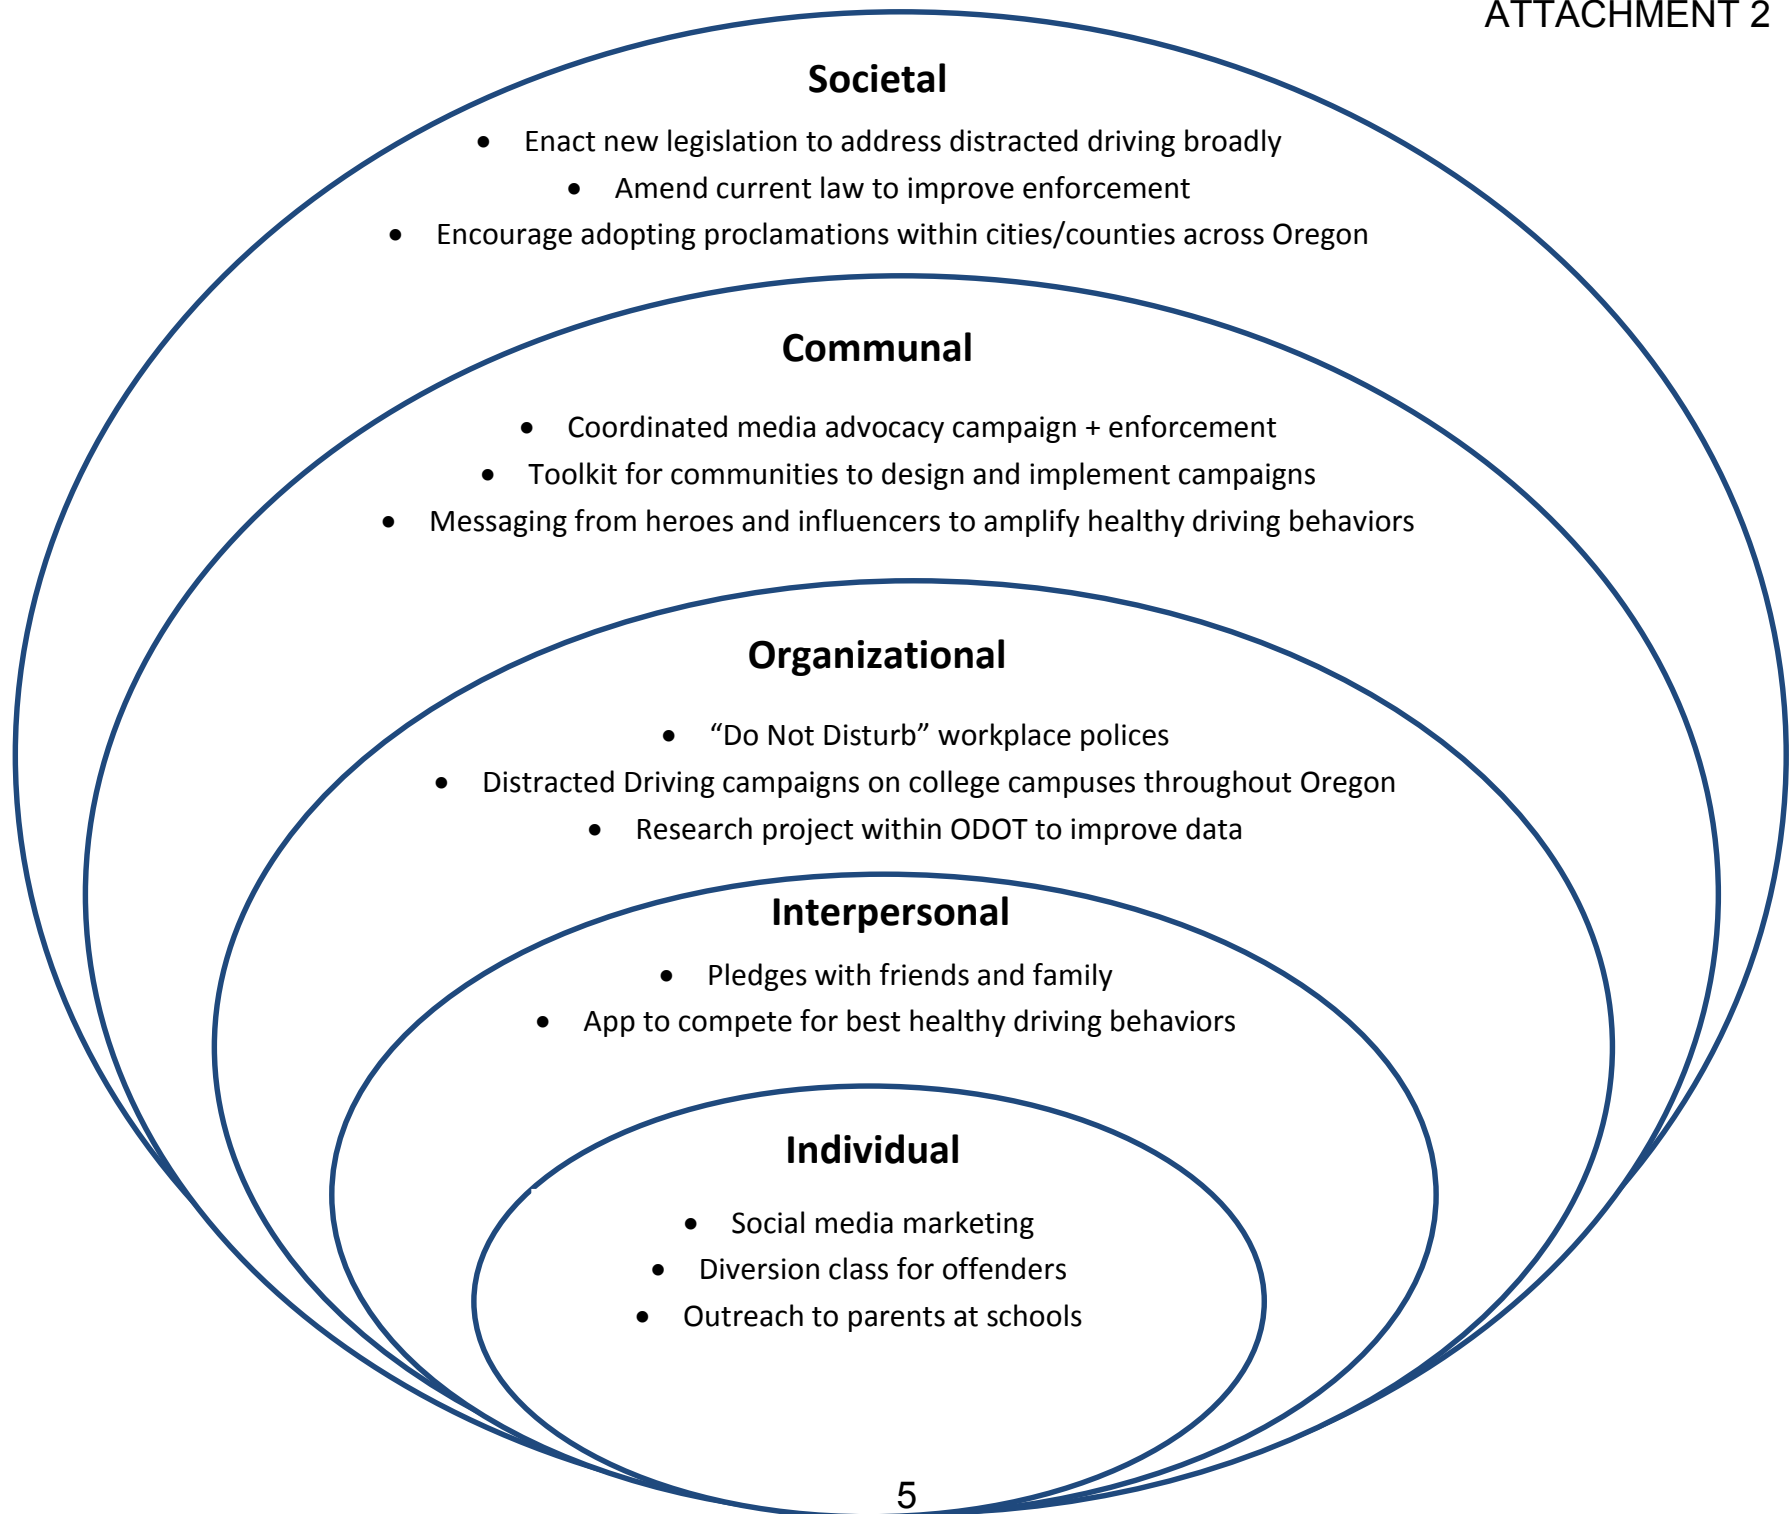 ATTACHMENT 2
Societal
• Enact new legislation to address distracted driving broadly
• Amend current law to improve enforcement
• Encourage adopting proclamations within cities/counties across Oregon
Communal
• Coordinated media advocacy campaign + enforcement
• Toolkit for communities to design and implement campaigns
• Messaging from heroes and influencers to amplify healthy driving behaviors
Organizational
• “Do Not Disturb” workplace polices
• Distracted Driving campaigns on college campuses throughout Oregon
• Research project within ODOT to improve data
Interpersonal
• Pledges with friends and family
• App to compete for best healthy driving behaviors
Individual
• Social media marketing
• Diversion class for offenders
• Outreach to parents at schools
5